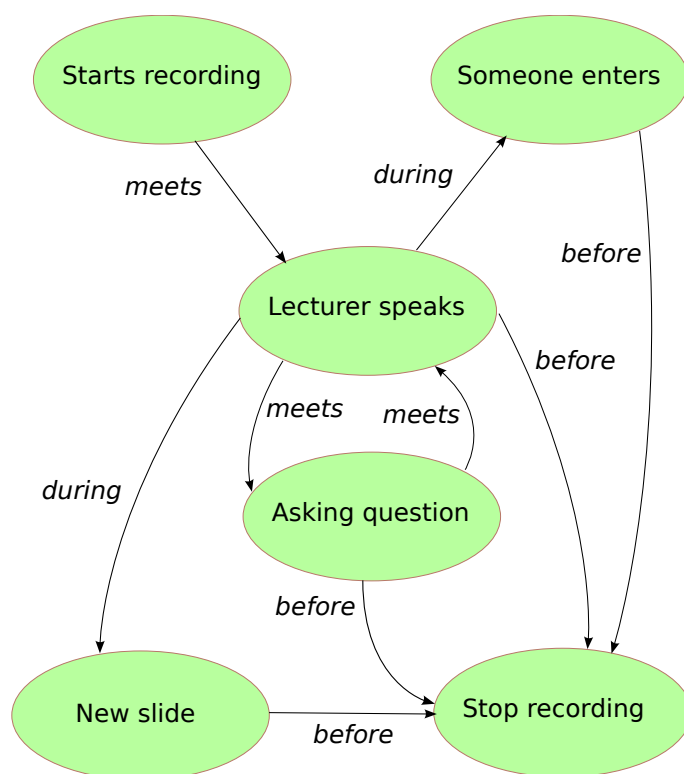 Starts recording
Someone enters
meets
during
before
Lecturer speaks
before
meets
meets
during
Asking question
before
New slide
Stop recording
before